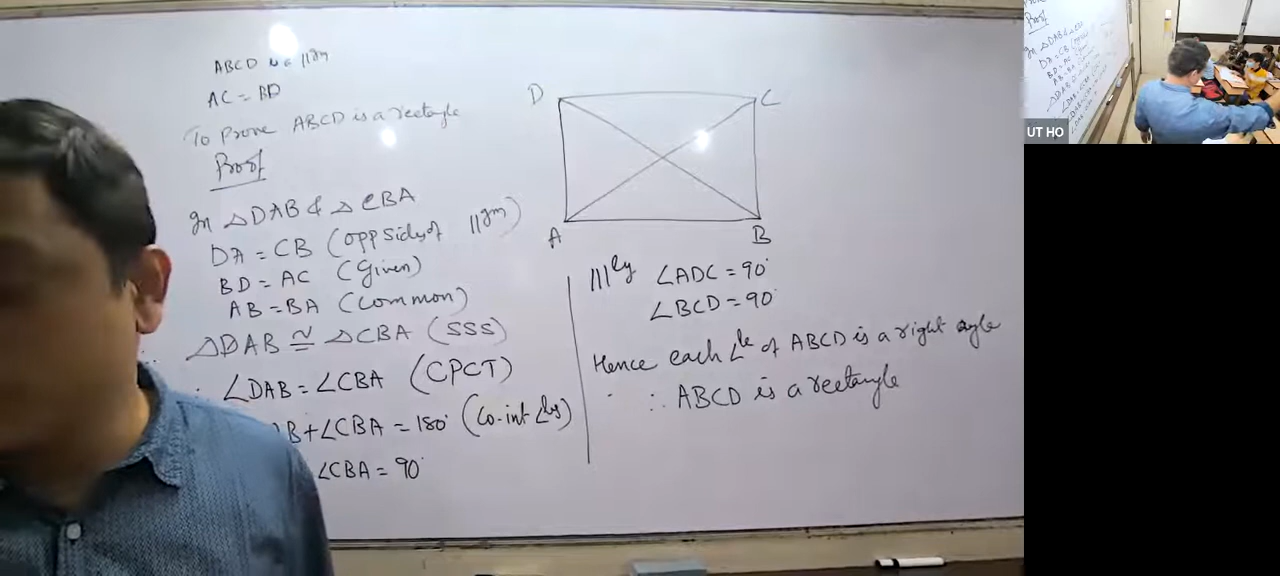 ABCD is a ||gm
AC = BD
To Prove ABCD is a rectangle
Proof
In △DAB & △CBA
DA = CB (opp sides of ||gm)
BD = AC (Given)
AB = BA (Common)
△DAB ≅ △CBA (SSS)
∴ ∠DAB = ∠CBA (CPCT)
AB + ∠CBA = 180° (Co-int ∠les)
∠CBA = 90°
D
C
A
B
|||ly ∠ADC = 90°
∠BCD = 90°
Hence each ∠le of ABCD is a right angle
∴ ABCD is a rectangle
UT HO